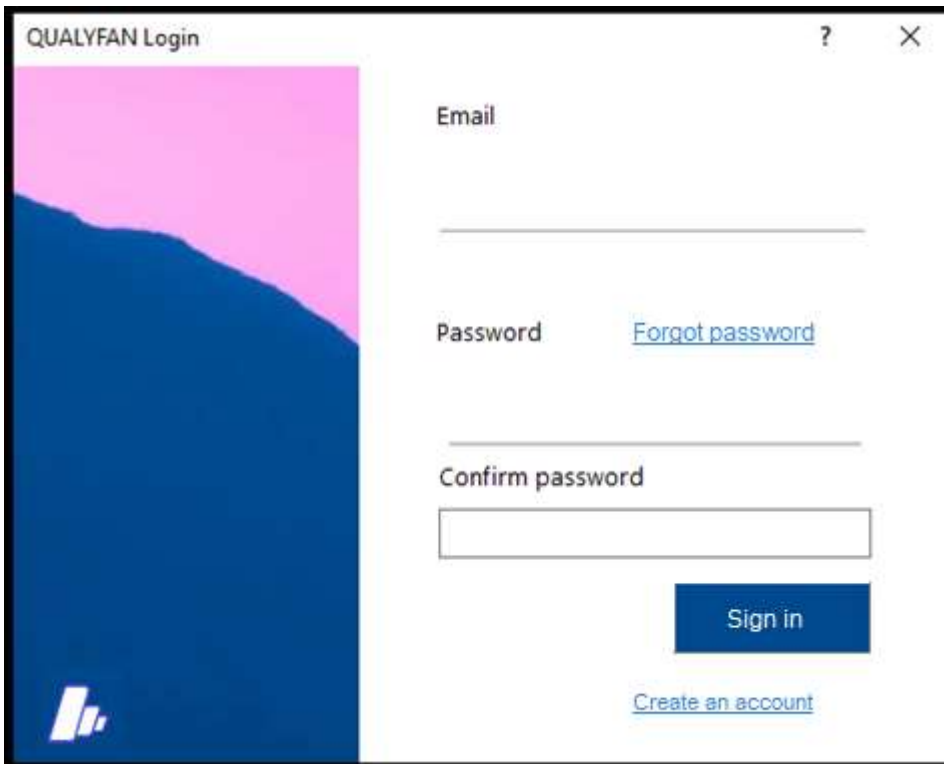 QUALYFAN Login
?
Email
Password
Forgot password
Confirm password
Sign in
Create an account